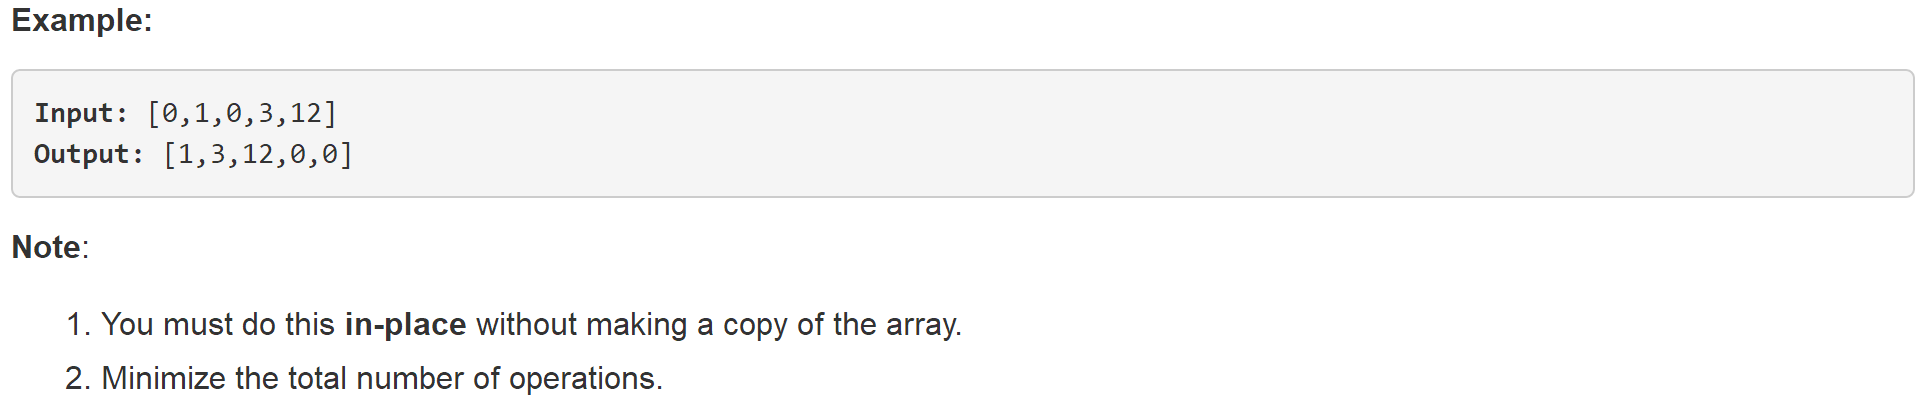 Example:
Input: [0,1,0,3,12]
Output: [1,3,12,0,0]
Note:
1. You must do this in-place without making a copy of the array.
2. Minimize the total number of operations.